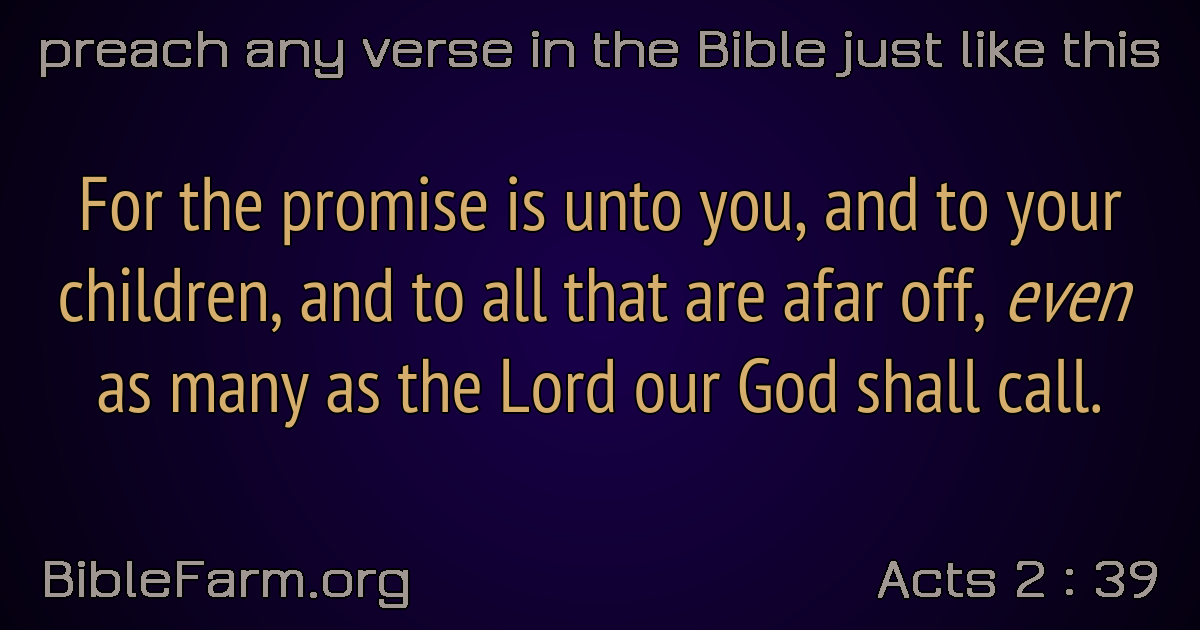 preach any verse in the Bible just like this
For the promise is unto you, and to your
children, and to all that are afar off, even
as many as the Lord our God shall call.
BibleFarm.org
Acts 2 : 39